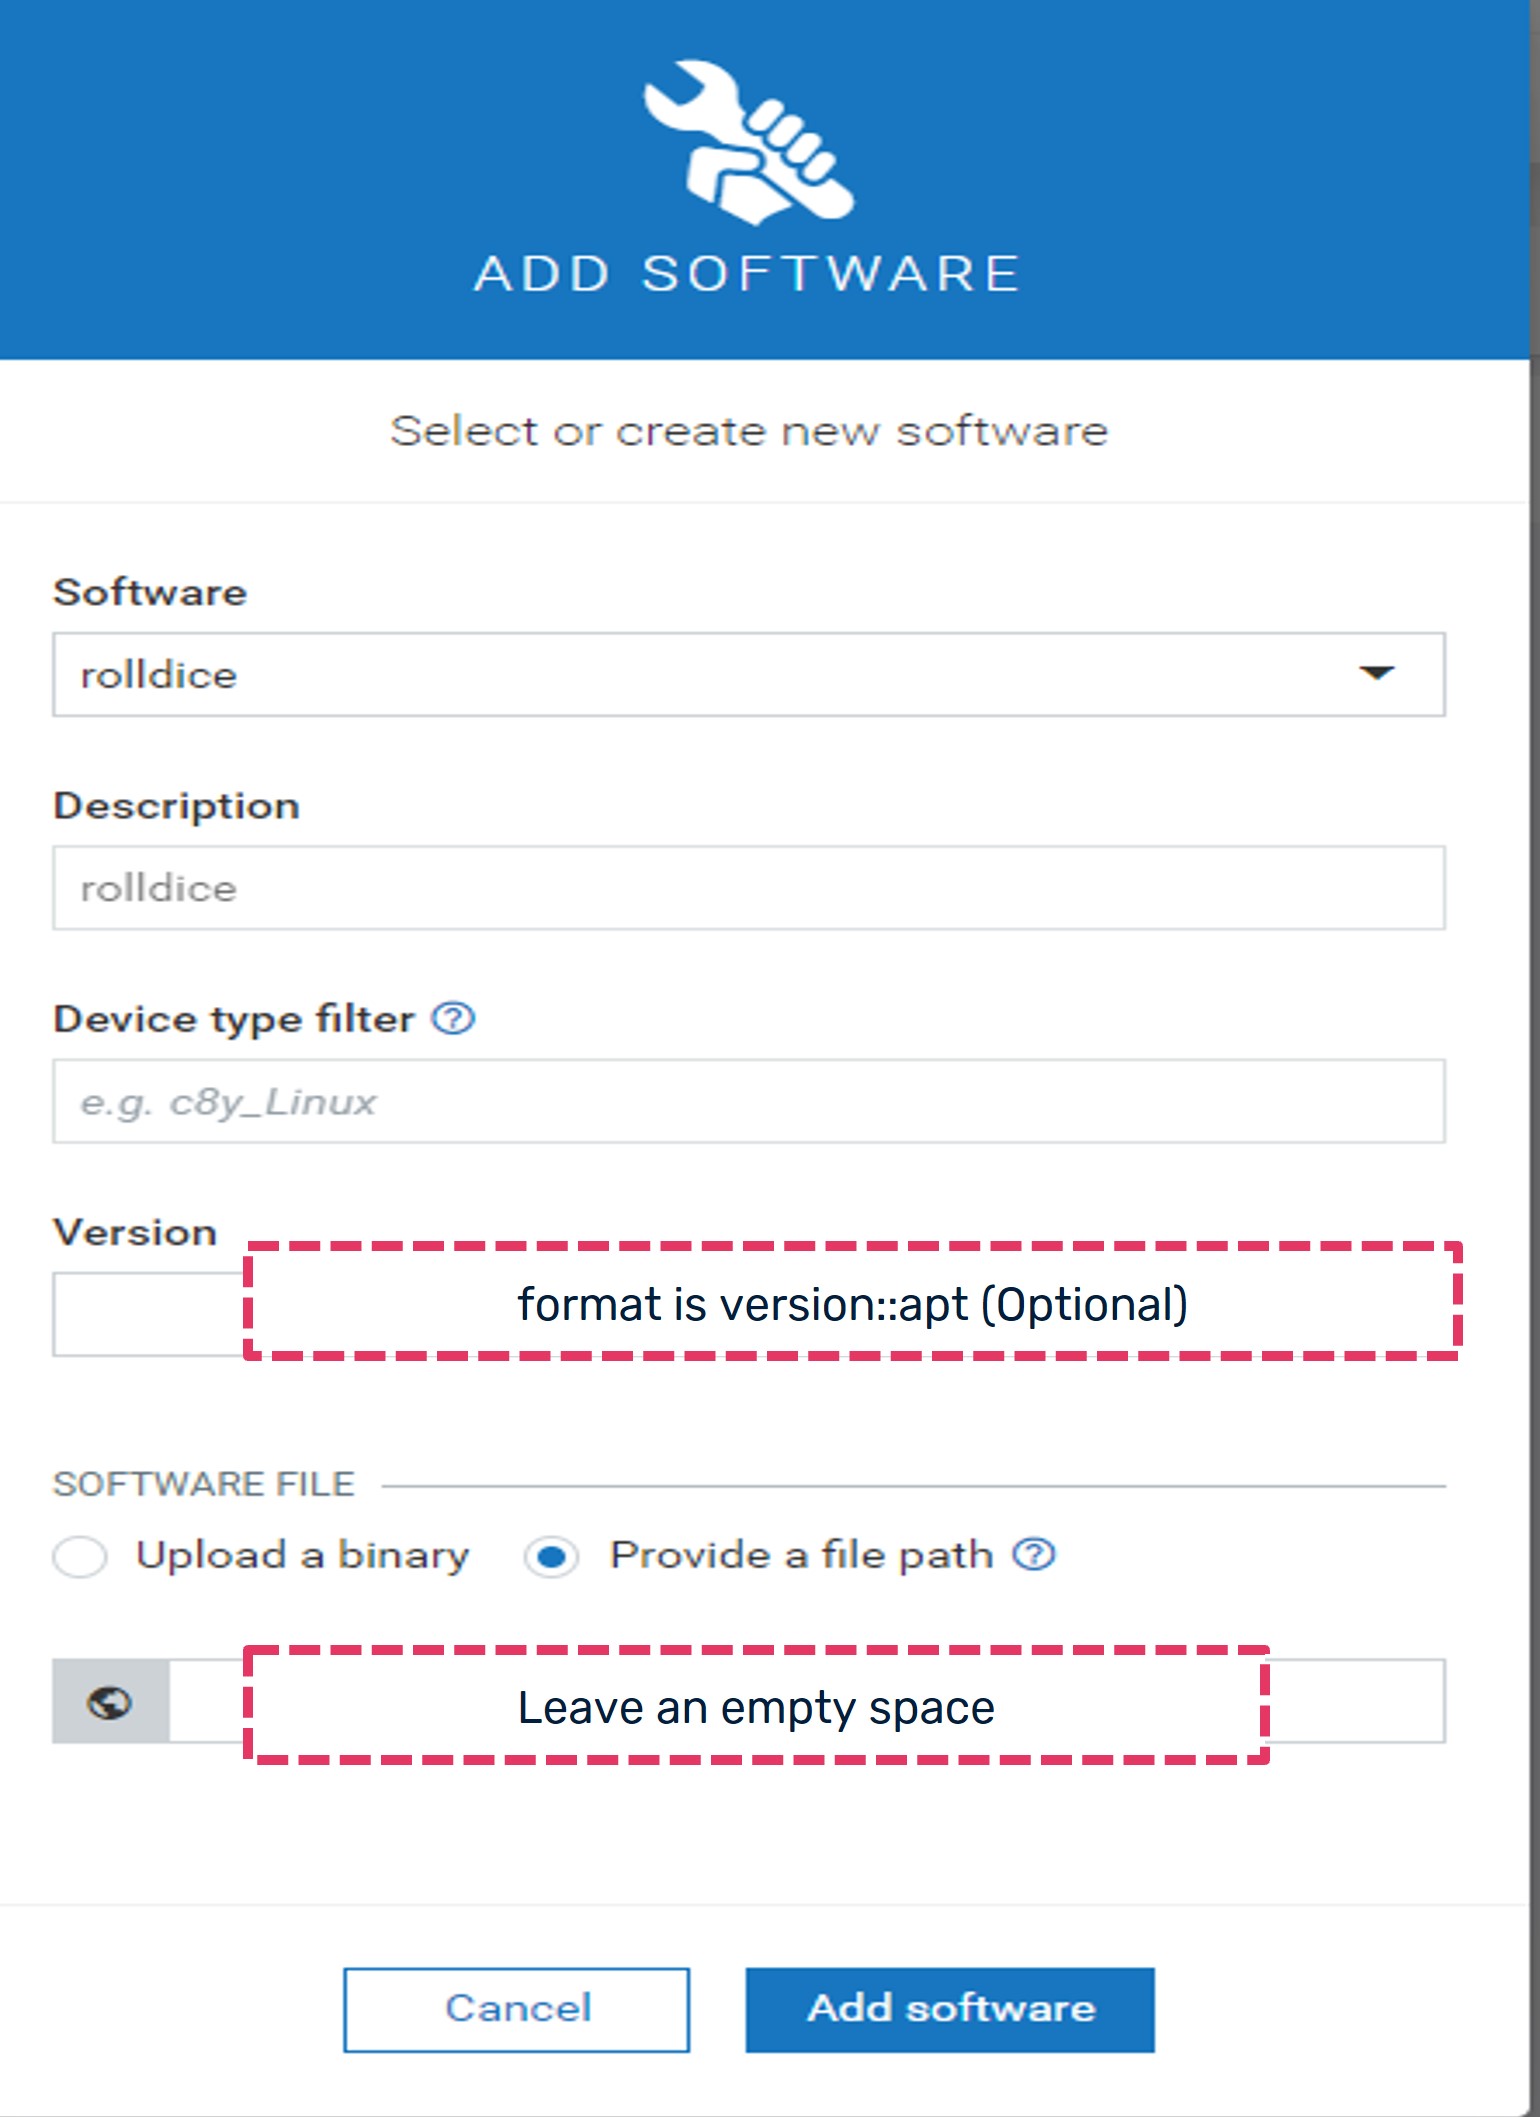 ADD SOFTWARE
Select or create new software
Software
rolldice
Description
rolldice
Device type filter ?
e.g. c8y_Linux
Version
format is version::apt (Optional)
SOFTWARE FILE
Upload a binary Provide a file path ?
Leave an empty space
Cancel Add software